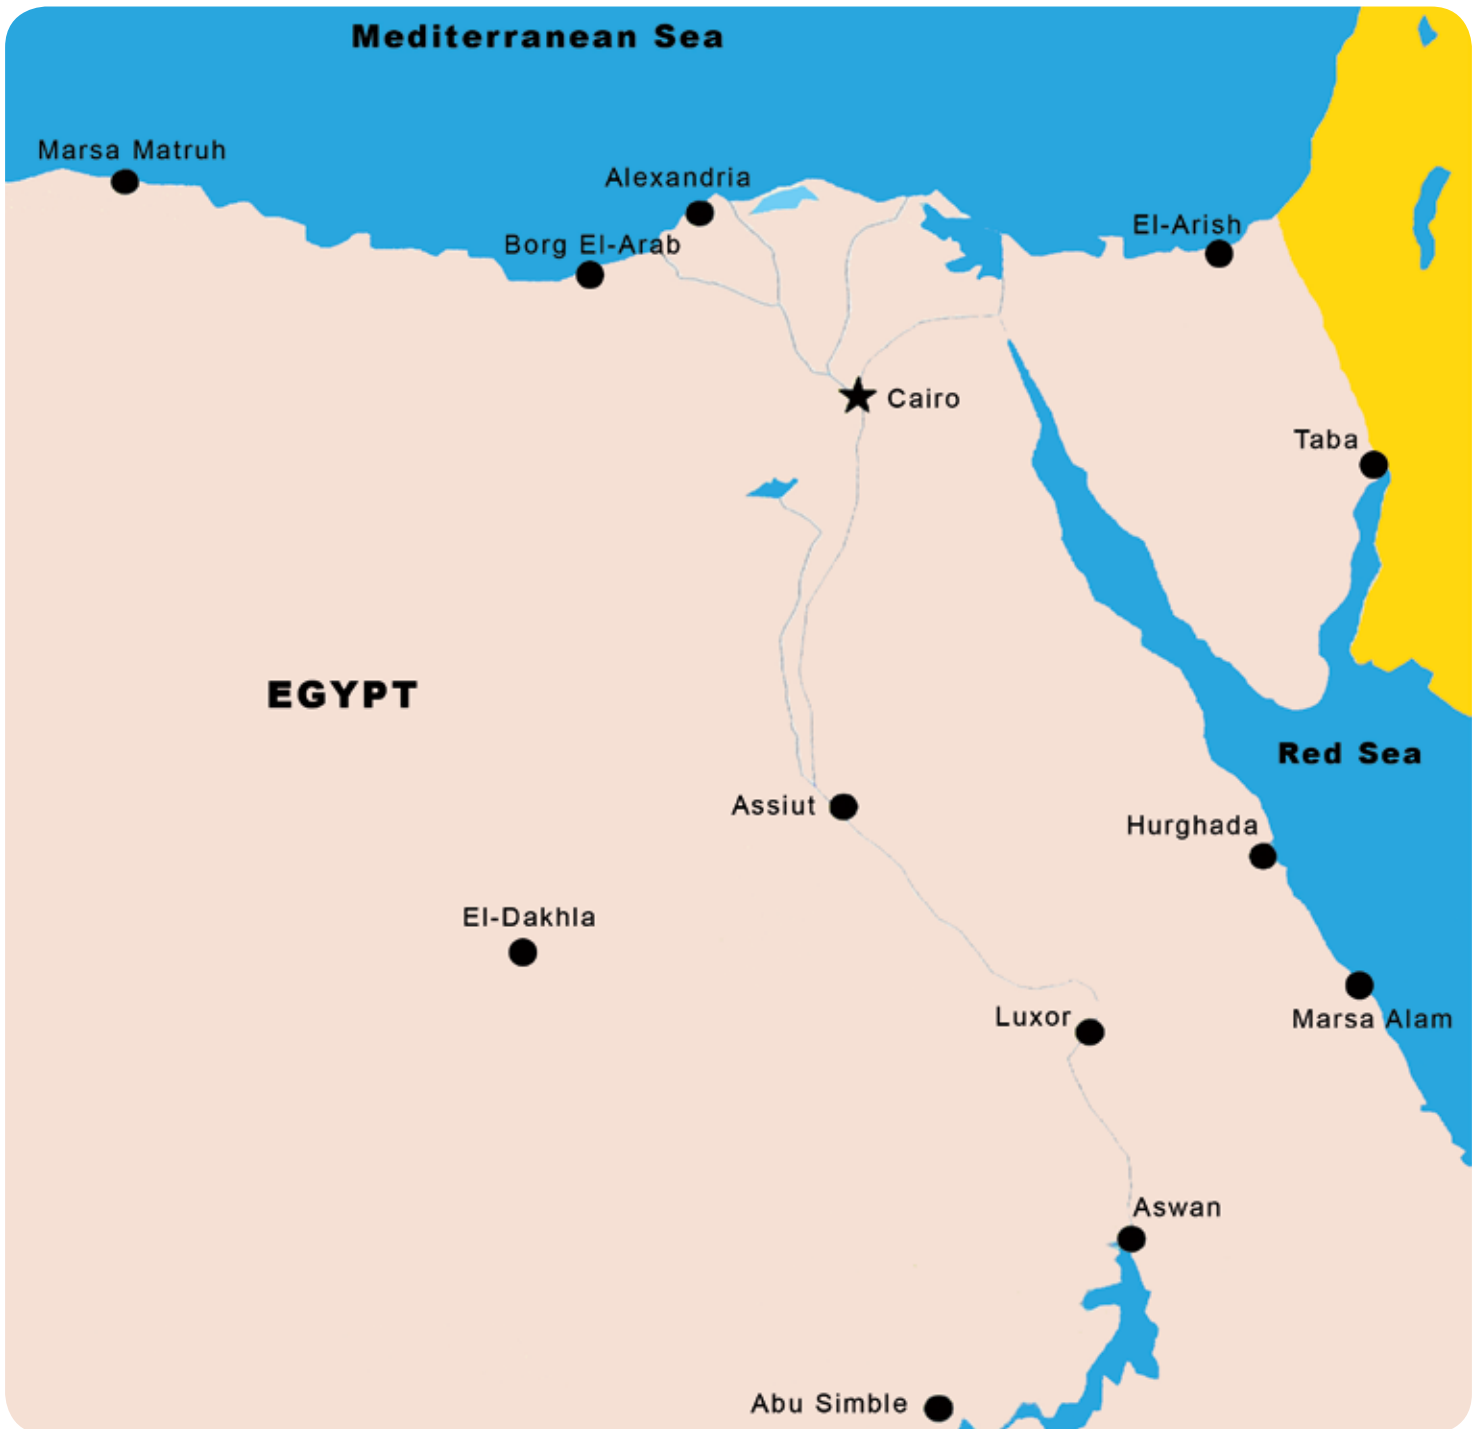 Mediterranean Sea
Marsa Matruh
Alexandria
El-Arish
Borg El-Arab
Cairo
Taba
EGYPT
Red Sea
Assiut
Hurghada
El-Dakhla
Luxor
Marsa Alam
Aswan
Abu Simble